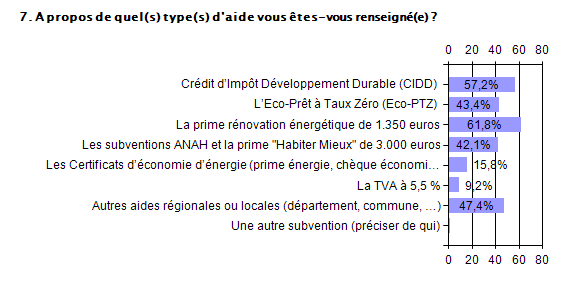 7. A propos de quel(s) type(s) d'aide vous êtes-vous renseigné(e) ?
0 20 40 60 80
Crédit d'Impôt Développement Durable (CIDD) 57,2%
L'Eco-Prêt à Taux Zéro (Eco-PTZ) 43,4%
La prime rénovation énergétique de 1.350 euros 61,8%
Les subventions ANAH et la prime "Habiter Mieux" de 3.000 euros 42,1%
Les Certificats d'économie d'énergie (prime énergie, chèque économi... 15,8%
La TVA à 5,5 % 9,2%
Autres aides régionales ou locales (département, commune, ...) 47,4%
Une autre subvention (préciser de qui)
0 20 40 60 80